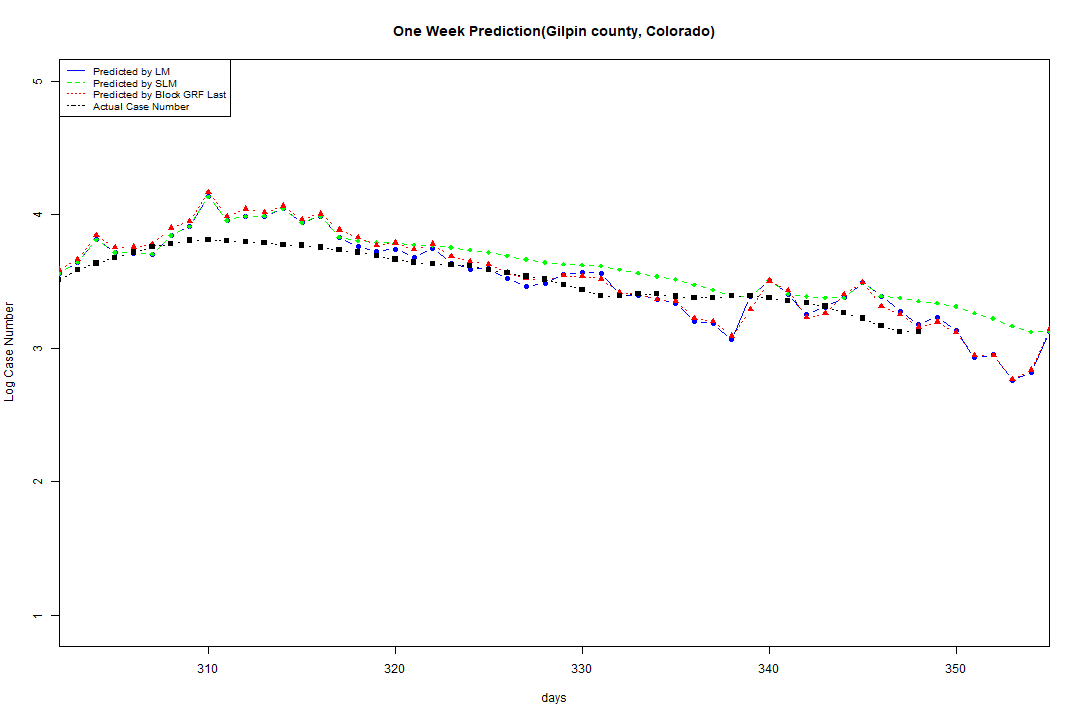 One Week Prediction(Gilpin county, Colorado)
Predicted by LM
Predicted by SLM
Predicted by Block GRF Last
Actual Case Number
5
4
3
2
1
Log Case Number
310 320 330 340 350
days